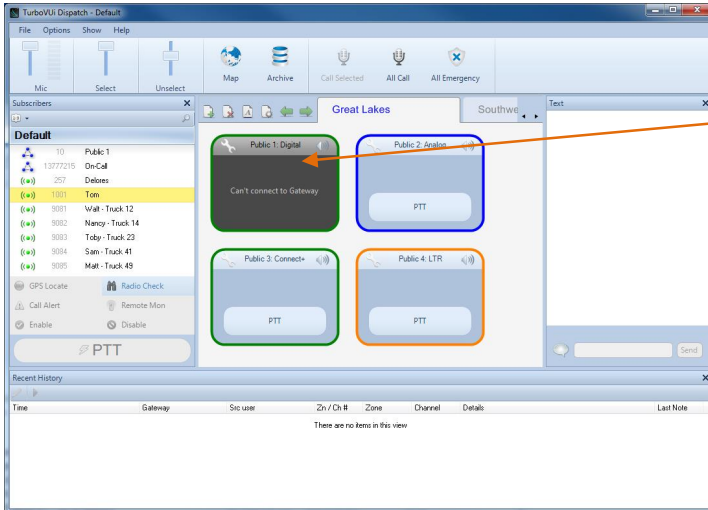 TurboVUi Dispatch - Default
File Options Show Help
Mic Select Unselect Map Archive Call Selected All Call All Emergency
Subscribers
Default
10 Public 1
13777215 On-Call
257 Delores
1001 Tom
9081 Walt - Truck 12
9082 Nancy - Truck 14
9083 Toby - Truck 23
9084 Sam - Truck 41
9085 Matt - Truck 49
GPS Locate Radio Check
Call Alert Remote Mon
Enable Disable
PTT
Great Lakes Southwe
Public 1: Digital
Can't connect to Gateway
Public 2: Analog
PTT
Public 3: Connect+
PTT
Public 4: LTR
PTT
Text
Send
Recent History
Time Gateway Src user Zn / Ch # Zone Channel Details Last Note
There are no items in this view